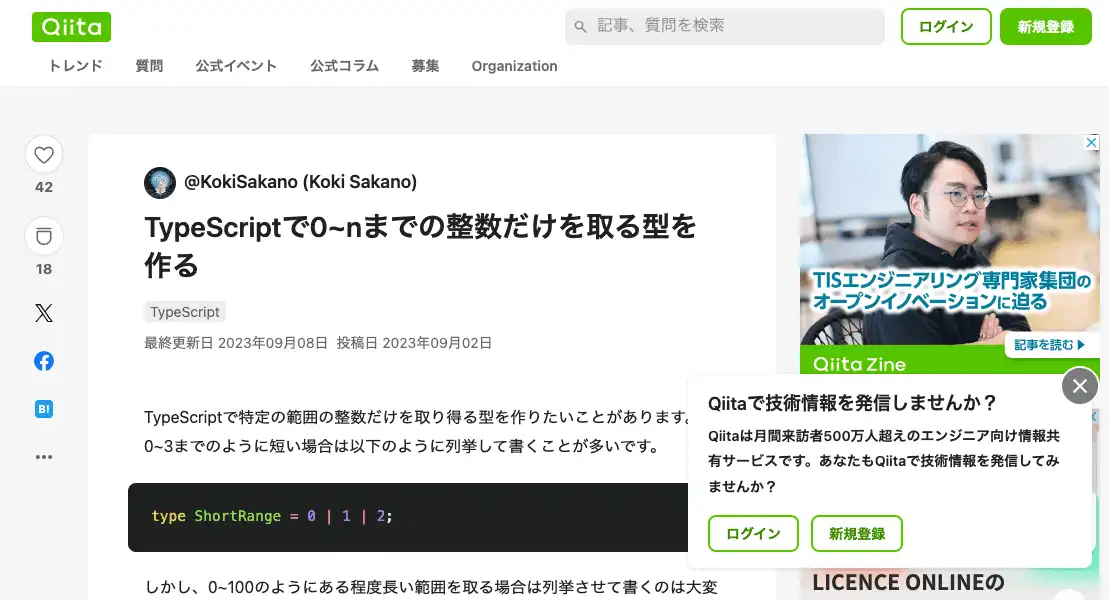 Qiita
記事、質問を検索
ログイン
新規登録
トレンド
質問
公式イベント
公式コラム
募集
Organization
42
18
B!
@KokiSakano (Koki Sakano)
TypeScriptで0~nまでの整数だけを取る型を
作る
TypeScript
最終更新日 2023年09月08日 投稿日 2023年09月02日
TypeScriptで特定の範囲の整数だけを取り得る型を作りたいことがあります。
0~3までのように短い場合は以下のように列挙して書くことが多いです。
type ShortRange = 0 | 1 | 2;
しかし、0~100のようにある程度長い範囲を取る場合は列挙させて書くのは大変
TISエンジニアリング専門家集団の
オープンイノベーションに迫る
記事を読む
Qiita Zine
Qiitaで技術情報を発信しませんか？
Qiitaは月間来訪者500万人超えのエンジニア向け情報共
有サービスです。あなたもQiitaで技術情報を発信してみ
ませんか？
ログイン
新規登録
LICENCE ONLINEの